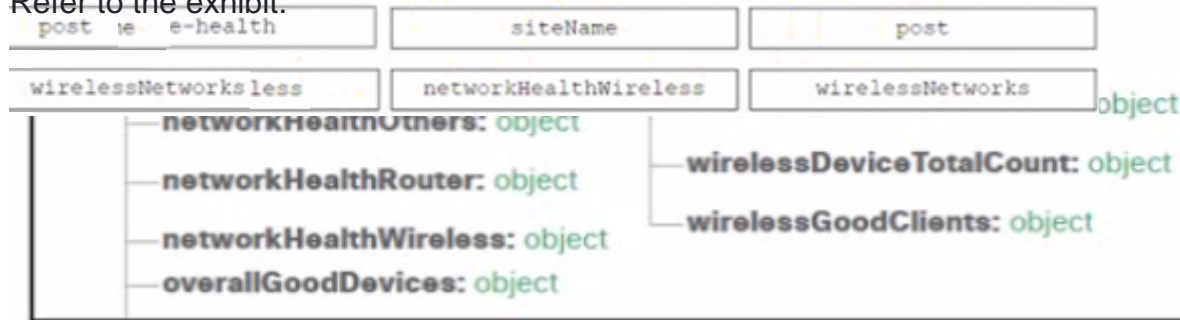 Refer to the exhibit.
post e-health siteName post
wirelessNetworks less networkHealthWireless wirelessNetworks
object
networkHealthOthers: object
wirelessDeviceTotalCount: object
networkHealthRouter: object
wirelessGoodClients: object
networkHealthWireless: object
overallGoodDevices: object